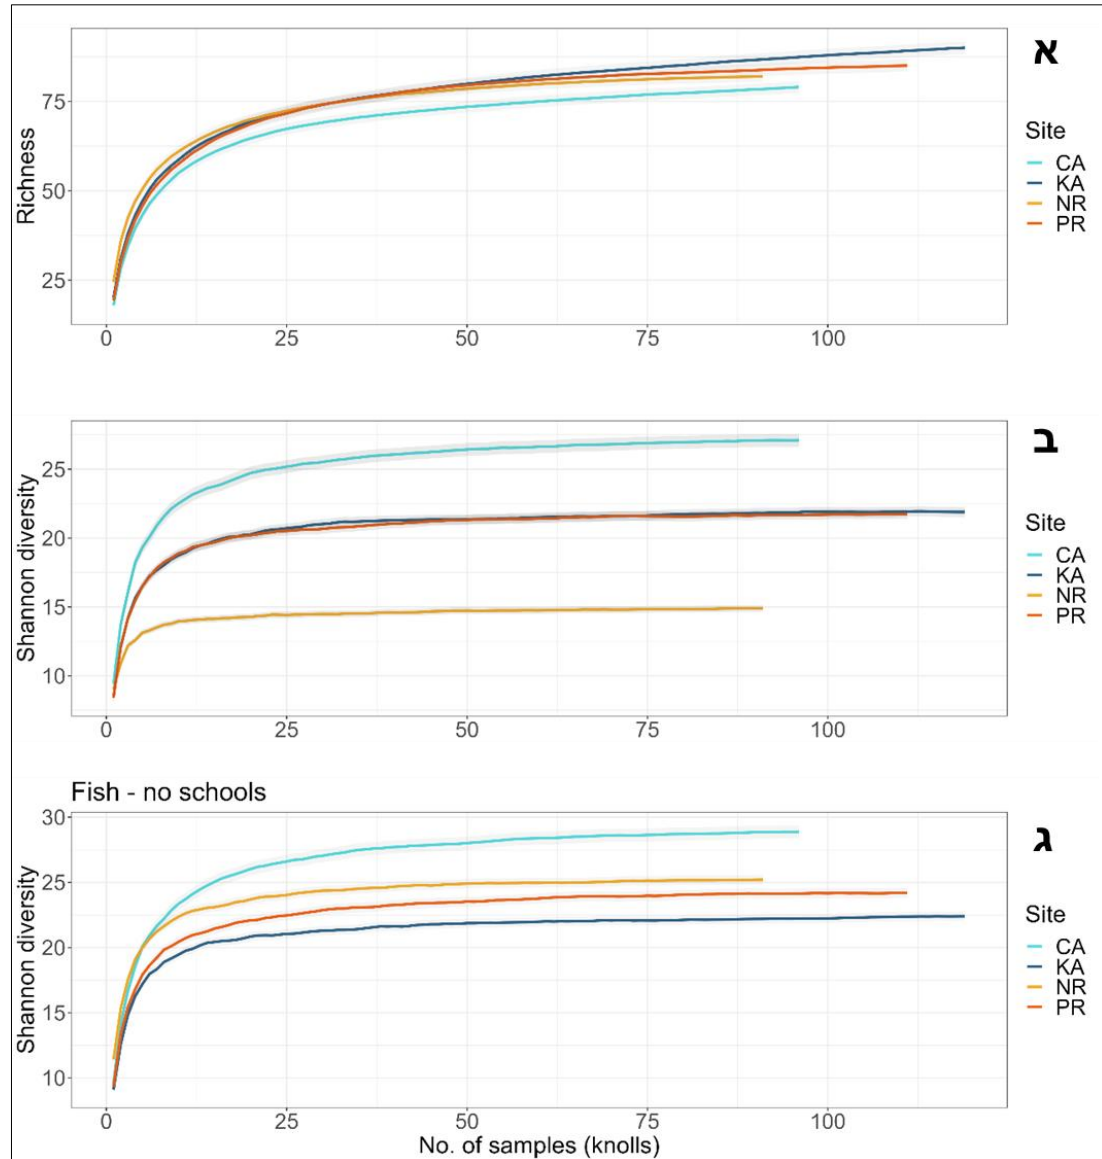 א
75
50
25
Richness
0 25 50 75 100
Site
CA
KA
NR
PR
ב
25
20
15
10
Shannon diversity
0 25 50 75 100
Site
CA
KA
NR
PR
Fish - no schools
ג
30
25
20
15
10
Shannon diversity
0 25 50 75 100
No. of samples (knolls)
Site
CA
KA
NR
PR